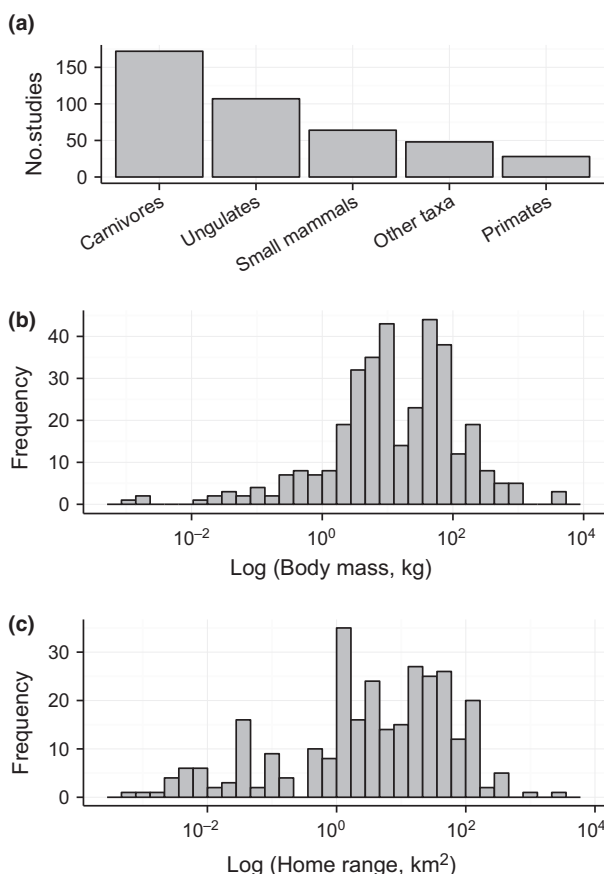 (a)
No.studies
150
100
50
0
Carnivores
Ungulates
Small mammals
Other taxa
Primates
(b)
Frequency
40
30
20
10
0
10⁻²
10⁰
10²
10⁴
Log (Body mass, kg)
(c)
Frequency
30
20
10
0
10⁻²
10⁰
10²
10⁴
Log (Home range, km²)